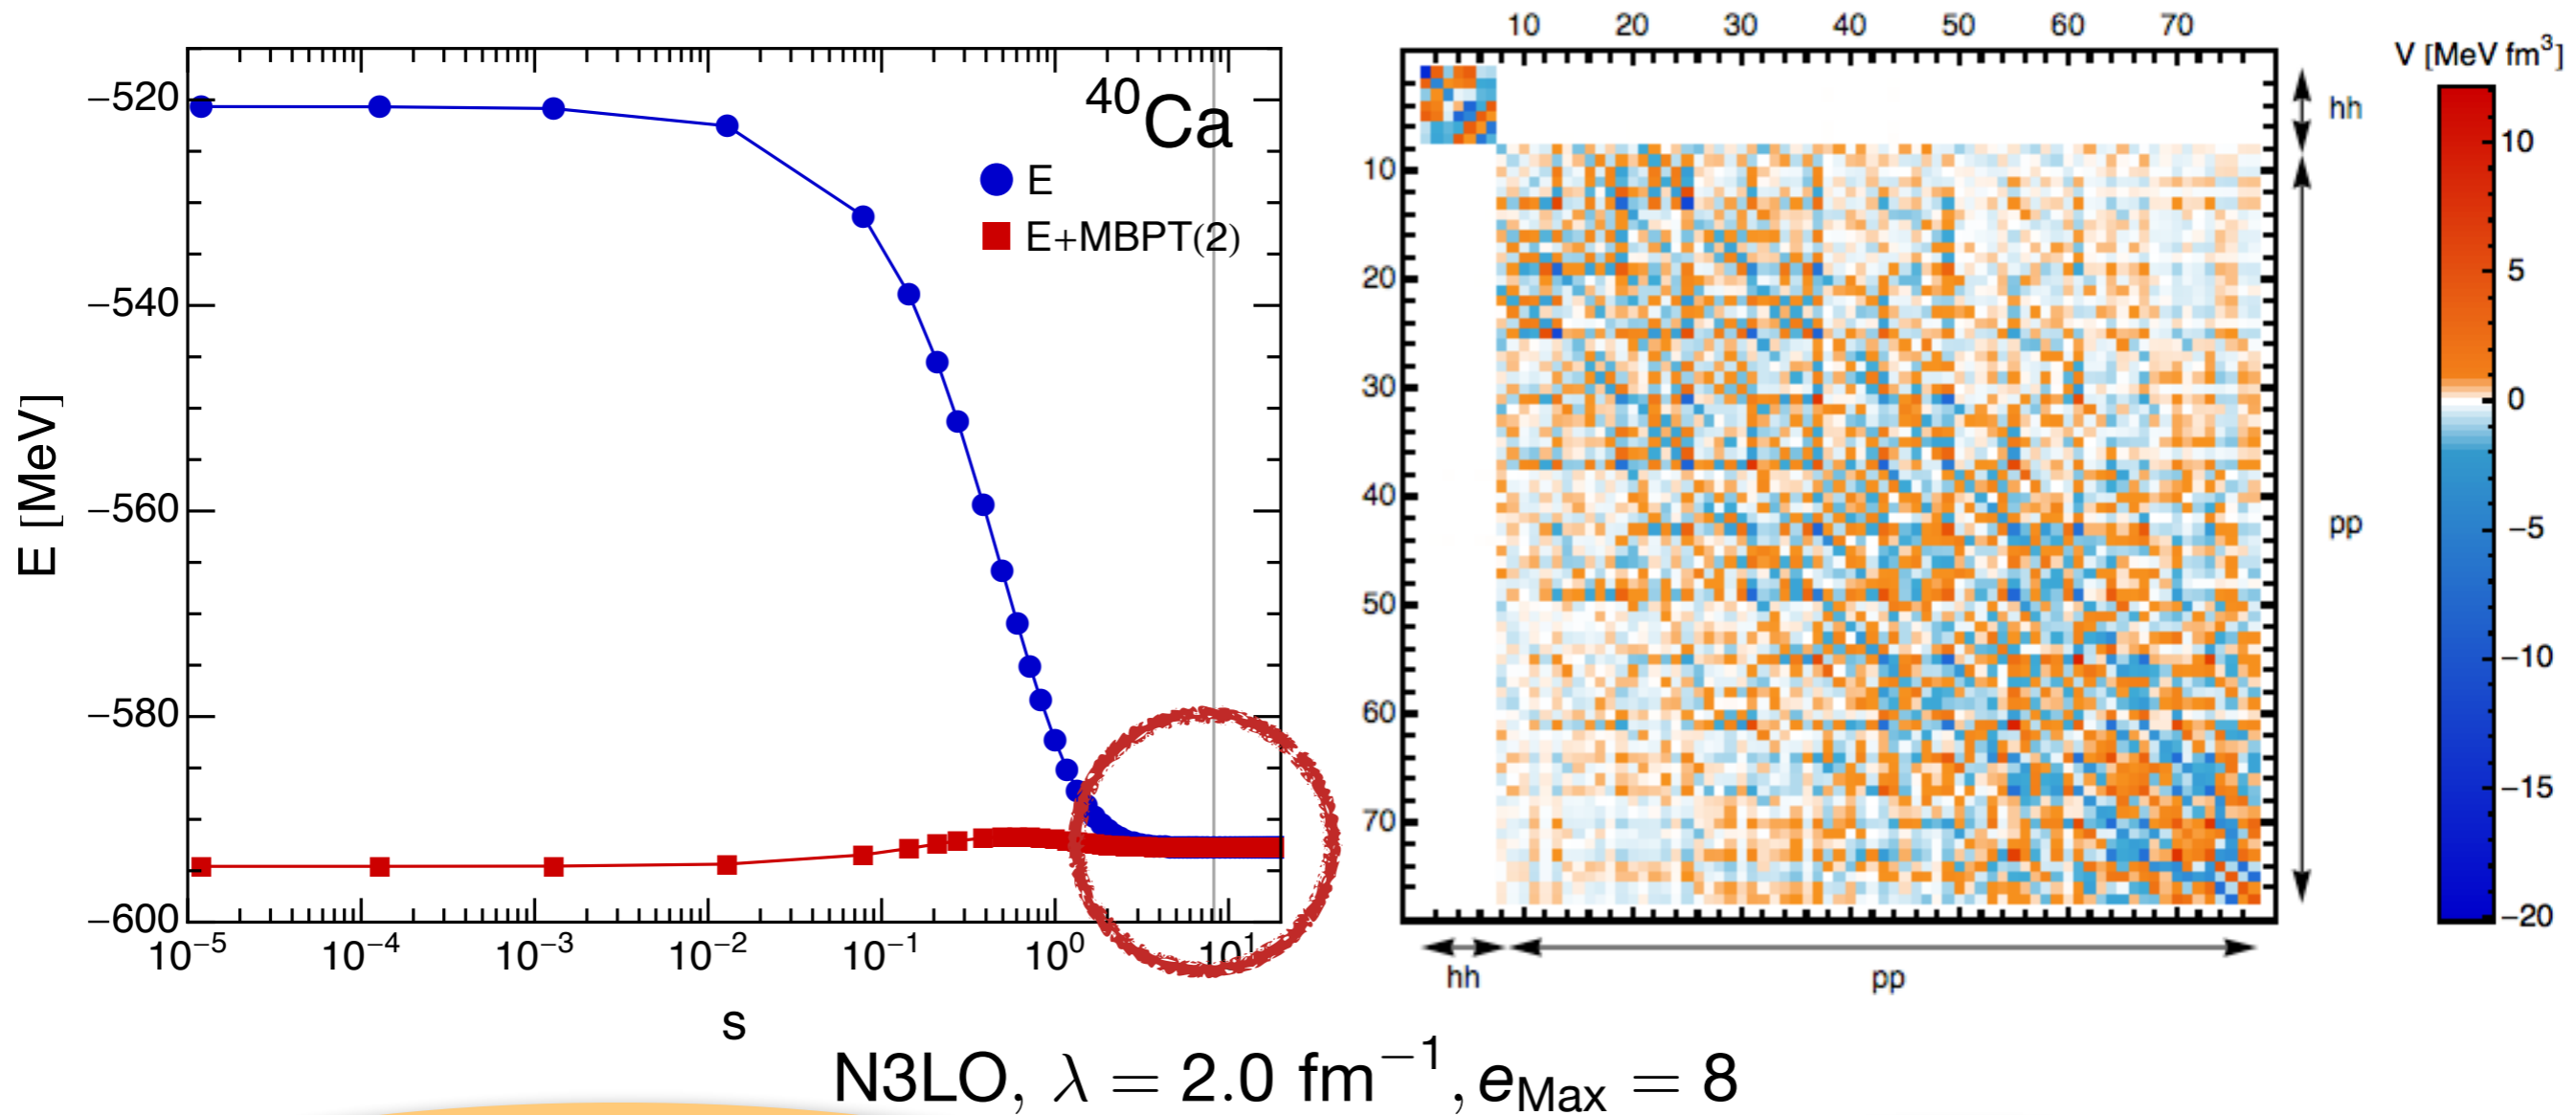 −520
−540
−560
−580
−600
E [MeV]
10−5
10−4
10−3
10−2
10−1
100
101
s
40Ca
E
E+MBPT(2)
10 20 30 40 50 60 70
10
20
30
40
50
60
70
hh
pp
hh
pp
V [MeV fm3]
10
5
0
−5
−10
−15
−20
N3LO, λ = 2.0 fm−1, eMax = 8